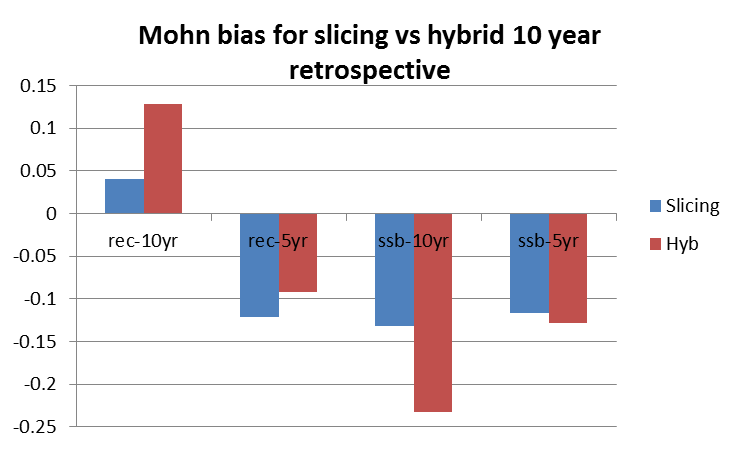 Mohn bias for slicing vs hybrid 10 year
retrospective
0.15
0.1
0.05
0
-0.05
-0.1
-0.15
-0.2
-0.25
rec-10yr rec-5yr ssb-10yr ssb-5yr
Slicing
Hyb